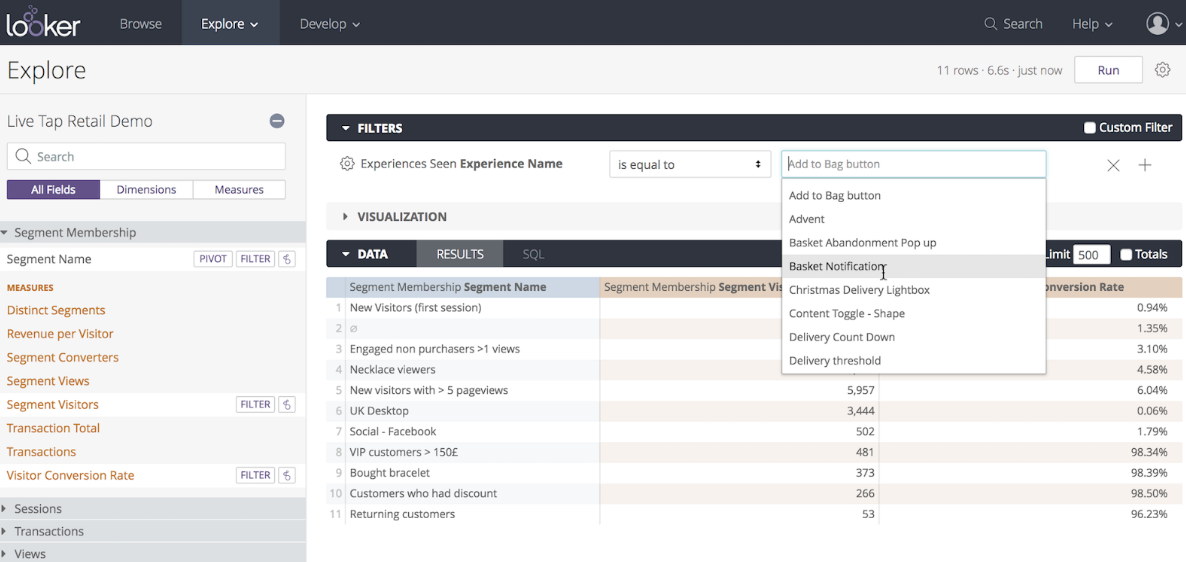 looker Browse Explore Develop Search Help
Explore 11 rows · 6.6s · just now Run
Live Tap Retail Demo
Search
All Fields Dimensions Measures
Segment Membership
Segment Name PIVOT FILTER
MEASURES
Distinct Segments
Revenue per Visitor
Segment Converters
Segment Views
Segment Visitors FILTER
Transaction Total
Transactions
Visitor Conversion Rate FILTER
Sessions
Transactions
Views
FILTERS Custom Filter
Experiences Seen Experience Name is equal to Add to Bag button
Add to Bag button
Advent
Basket Abandonment Pop up
Basket Notification
Christmas Delivery Lightbox
Content Toggle - Shape
Delivery Count Down
Delivery threshold
VISUALIZATION
DATA RESULTS SQL Limit 500 Totals
Segment Membership Segment Name Segment Membership Segment Conversion Rate
1 New Visitors (first session) 0.94%
2 ∅ 1.35%
3 Engaged non purchasers >1 views 3.10%
4 Necklace viewers 4.58%
5 New visitors with > 5 pageviews 5,957 6.04%
6 UK Desktop 3,444 0.06%
7 Social - Facebook 502 1.79%
8 VIP customers > 150£ 481 98.34%
9 Bought bracelet 373 98.39%
10 Customers who had discount 266 98.50%
11 Returning customers 53 96.23%